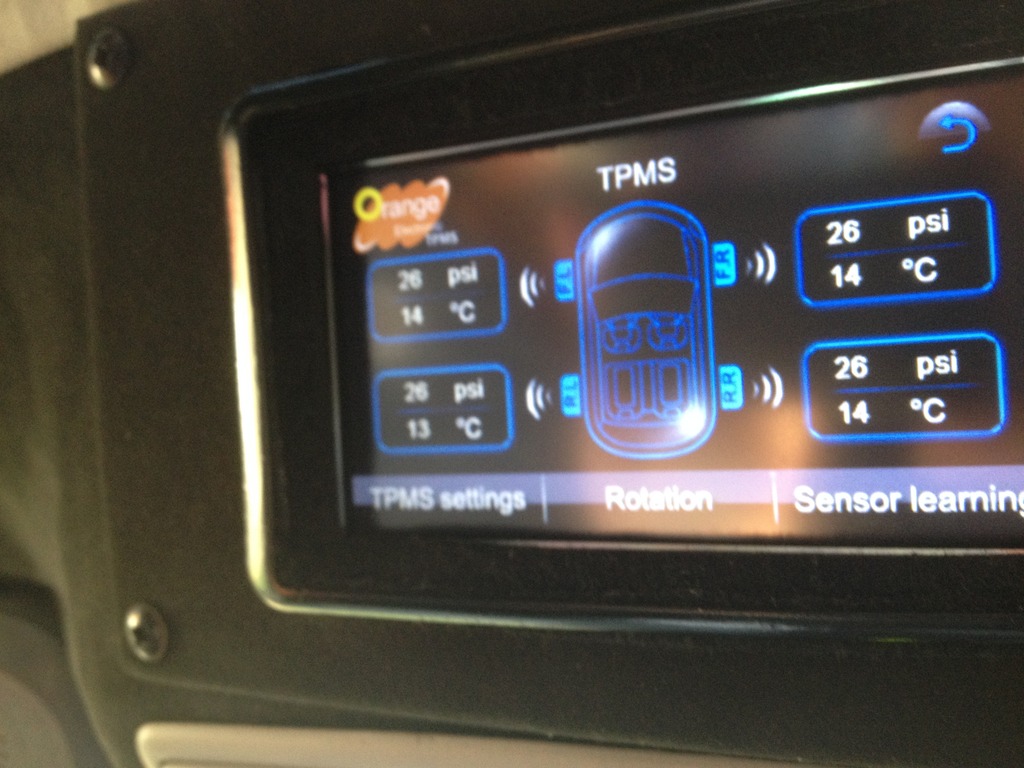 TPMS
Orange
Electronic
TPMS
26 psi
14 °C
FL
FR
26 psi
14 °C
26 psi
13 °C
RL
RR
26 psi
14 °C
TPMS settings
Rotation
Sensor learning